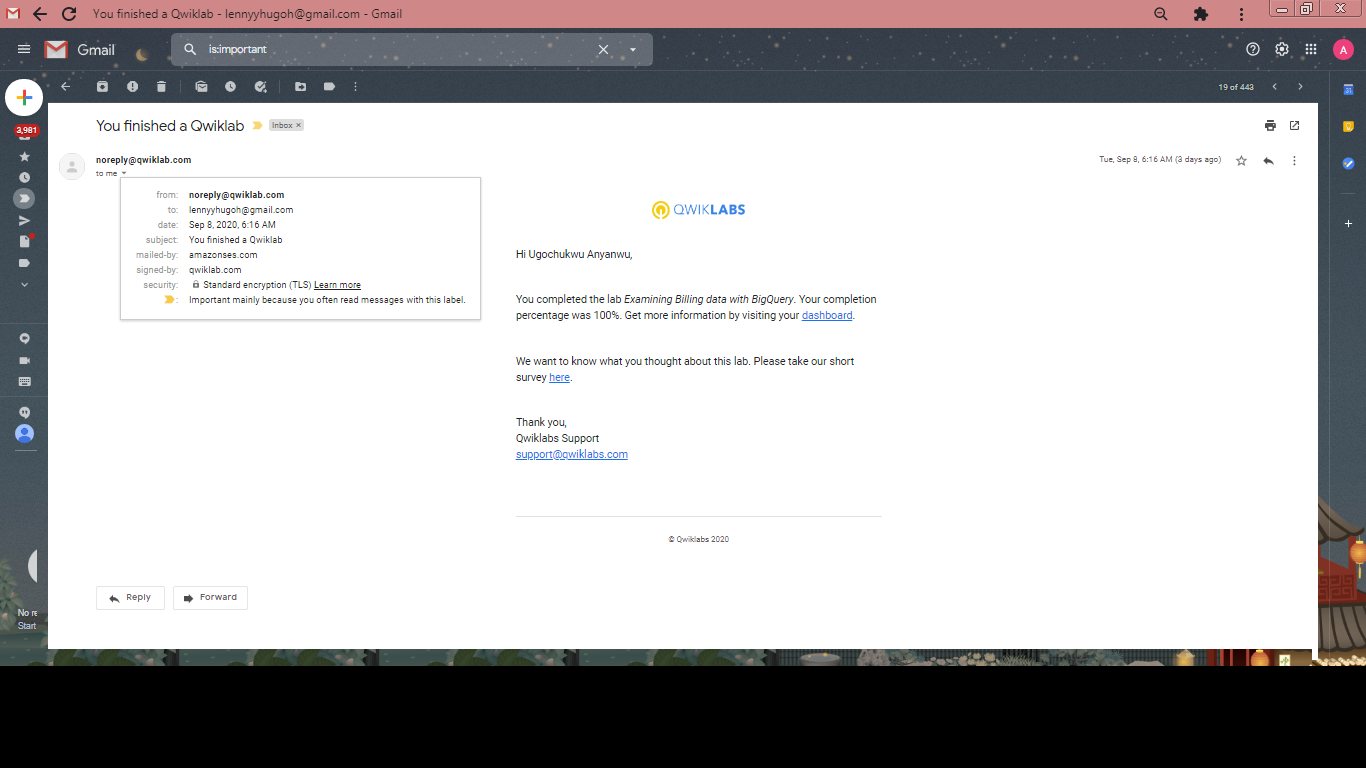 You finished a Qwiklab - lennyyhugoh@gmail.com - Gmail
Gmail
is:important
A
19 of 443
3,981
You finished a Qwiklab
Inbox ×
noreply@qwiklab.com
Tue, Sep 8, 6:16 AM (3 days ago)
to me
from: noreply@qwiklab.com
to: lennyyhugoh@gmail.com
date: Sep 8, 2020, 6:16 AM
subject: You finished a Qwiklab
mailed-by: amazonses.com
signed-by: qwiklab.com
security: Standard encryption (TLS) Learn more
: Important mainly because you often read messages with this label.
QWIKLABS
Hi Ugochukwu Anyanwu,
You completed the lab Examining Billing data with BigQuery. Your completion
percentage was 100%. Get more information by visiting your dashboard.
We want to know what you thought about this lab. Please take our short
survey here.
Thank you,
Qwiklabs Support
support@qwiklabs.com
© Qwiklabs 2020
Reply
Forward
No re
Start